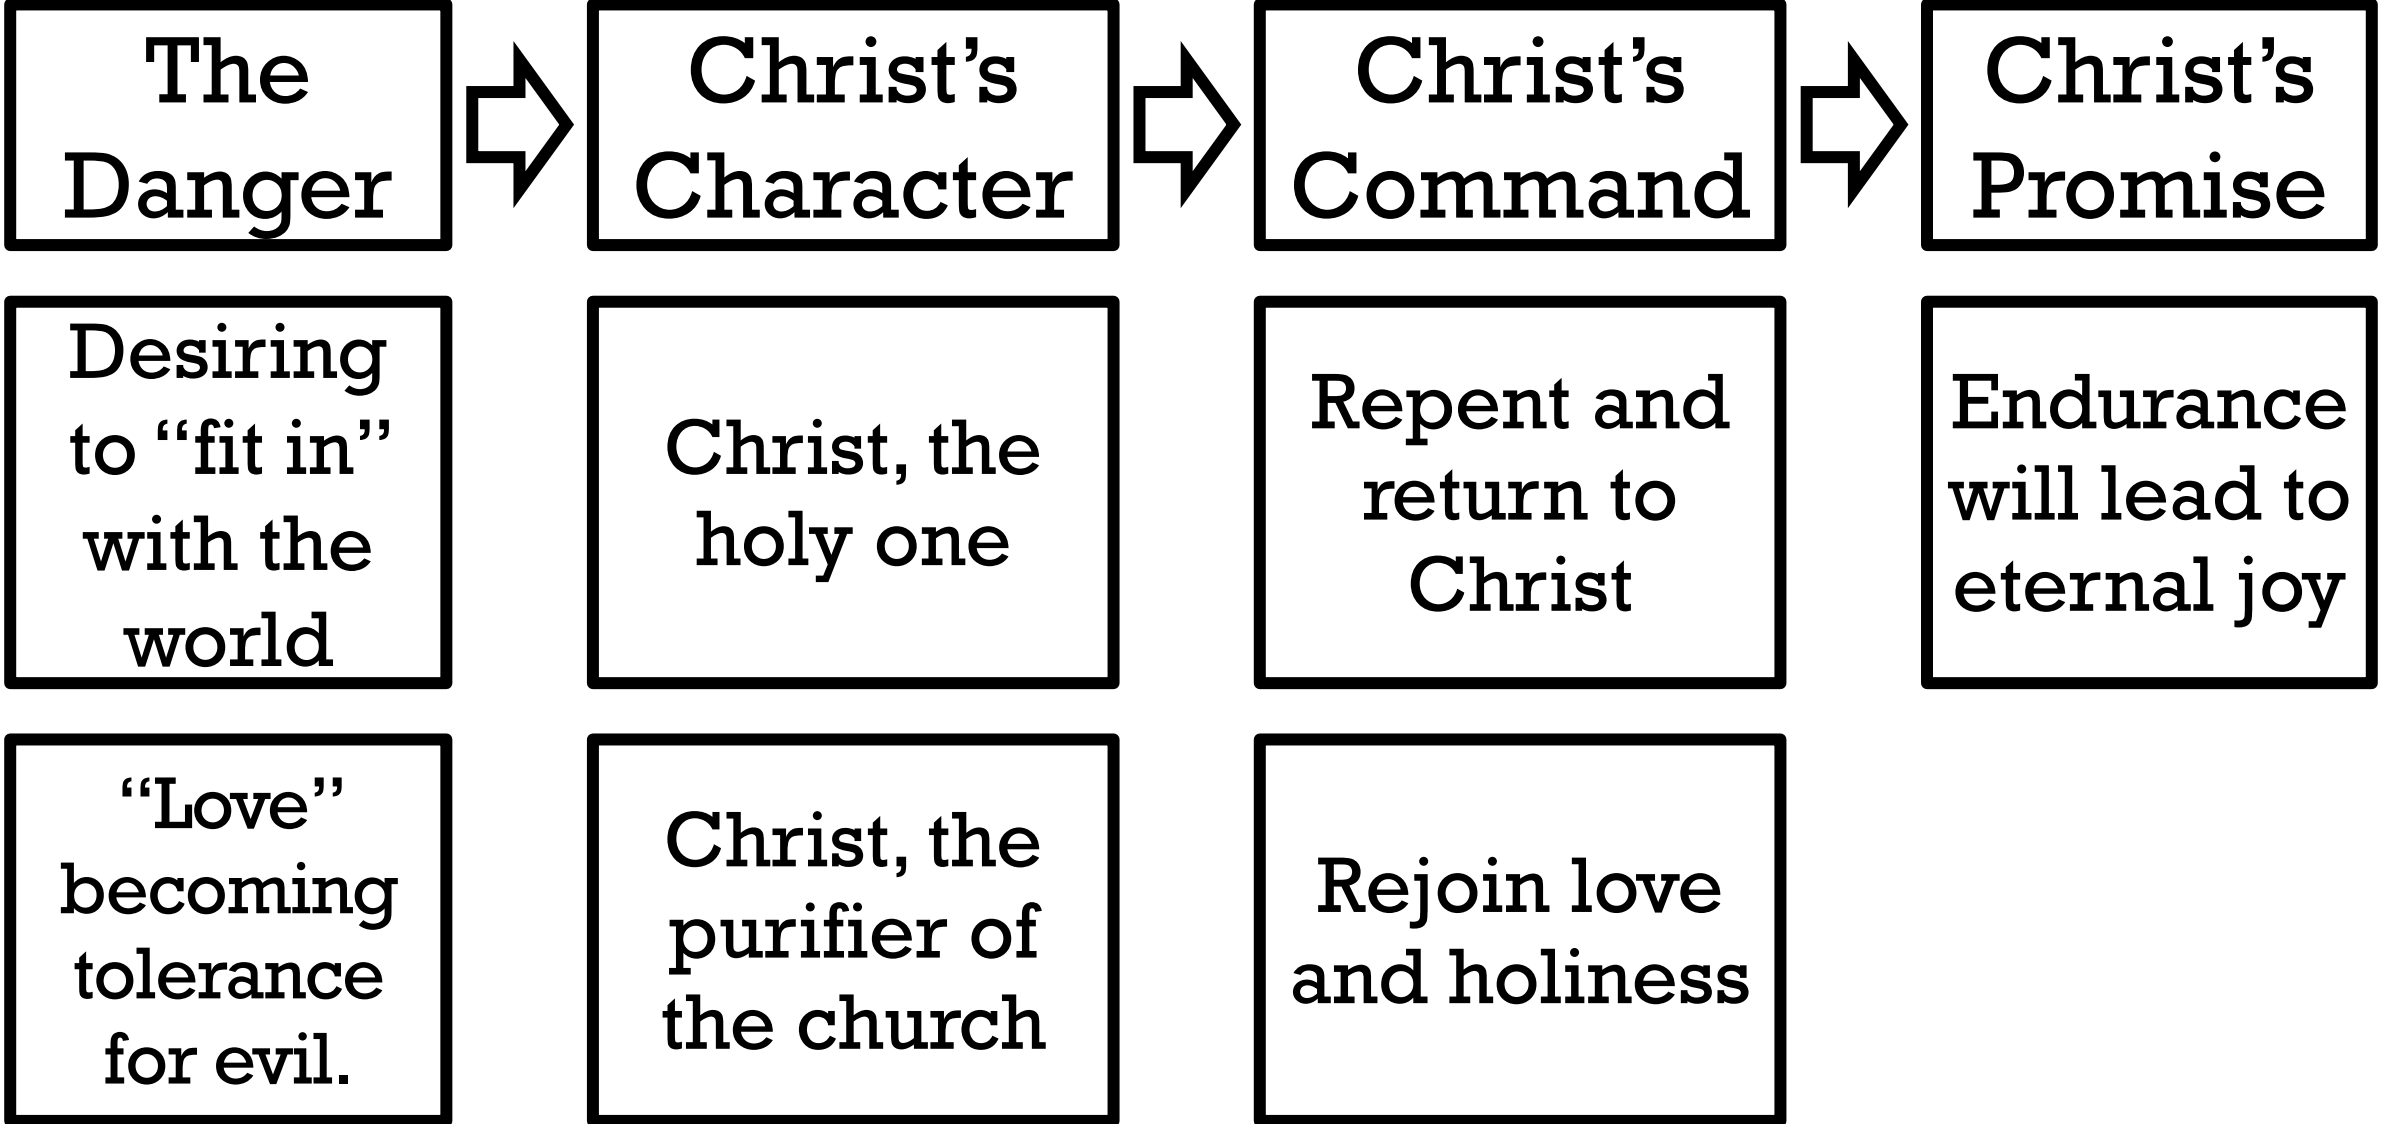 The
Danger
Christ’s
Character
Christ’s
Command
Christ’s
Promise
Desiring
to “fit in”
with the
world
Christ, the
holy one
Repent and
return to
Christ
Endurance
will lead to
eternal joy
“Love”
becoming
tolerance
for evil.
Christ, the
purifier of
the church
Rejoin love
and holiness